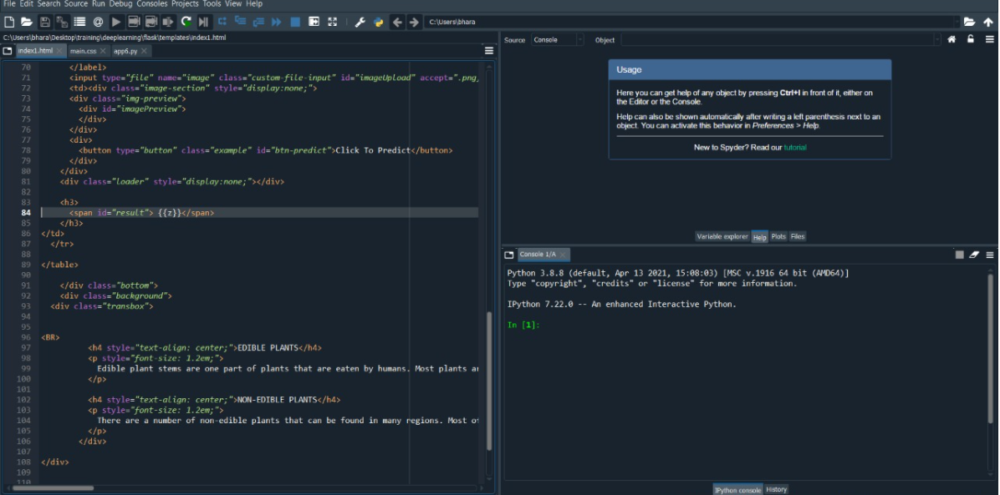 File Edit Search Source Run Debug Consoles Projects Tools View Help
C:\Users\bhara
C:\Users\bhara\Desktop\training\deeplearning\flask\templates\index1.html
index1.html main.css app6.py
70 </label>
71 <input type="file" name="image" class="custom-file-input" id="imageUpload" accept=".png,
72 <td><div class="image-section" style="display:none;">
73 <div class="img-preview">
74 <div id="imagePreview">
75 </div>
76 </div>
77 <div>
78 <button type="button" class="example" id="btn-predict">Click To Predict</button>
79 </div>
80 </div>
81 <div class="loader" style="display:none;"></div>
82
83 <h3>
84 <span id="result"> {{z}}</span>
85 </h3>
86 </td>
87 </tr>
88
89 </table>
90
91 </div class="bottom">
92 <div class="background">
93 <div class="transbox">
94
95
96 <BR>
97 <h4 style="text-align: center;">EDIBLE PLANTS</h4>
98 <p style="font-size: 1.2em;">
99 Edible plant stems are one part of plants that are eaten by humans. Most plants ar
100 </p>
101
102 <h4 style="text-align: center;">NON-EDIBLE PLANTS</h4>
103 <p style="font-size: 1.2em;">
104 There are a number of non-edible plants that can be found in many regions. Most of
105 </p>
106 </div>
107
108 </div>
109
110
Source Console Object
Usage
Here you can get help of any object by pressing Ctrl+I in front of it, either on
the Editor or the Console.
Help can also be shown automatically after writing a left parenthesis next to an
object. You can activate this behavior in Preferences > Help.
New to Spyder? Read our tutorial
Variable explorer Help Plots Files
Console 1/A
Python 3.8.8 (default, Apr 13 2021, 15:08:03) [MSC v.1916 64 bit (AMD64)]
Type "copyright", "credits" or "license" for more information.
IPython 7.22.0 -- An enhanced Interactive Python.
In [1]:
IPython console History